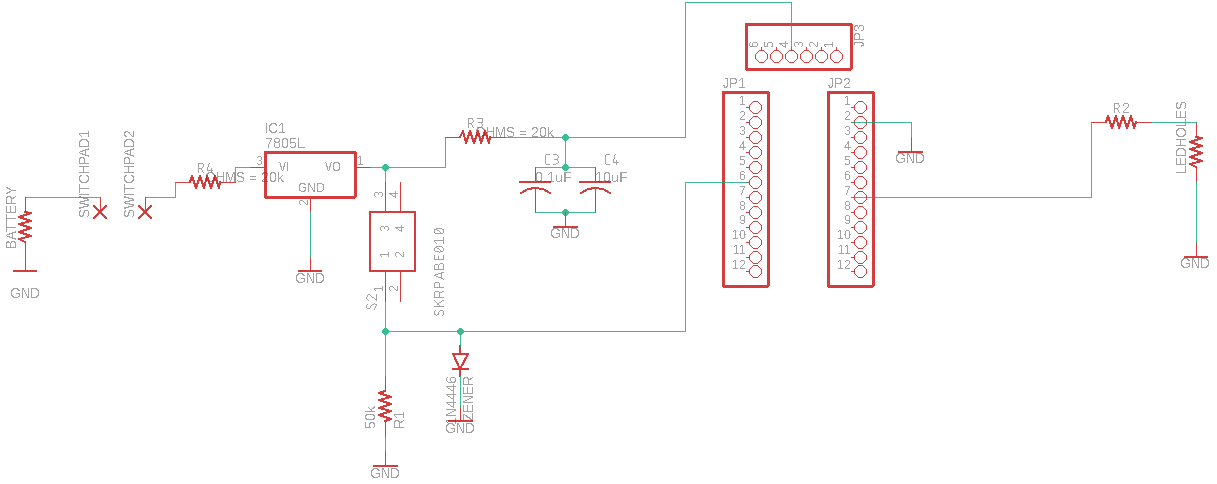 JP3
6 5 4 3 2 1
JP1
1
2
3
4
5
6
7
8
9
10
11
12
JP2
1
2
3
4
5
6
7
8
9
10
11
12
R2
LEDHOLES
GND
GND
R3
OHMS = 20k
C3
0.1uF
C4
10uF
GND
IC1
7805L
3
VI
VO
1
GND
2
GND
R4
OHMS = 20k
SWITCHPAD1
SWITCHPAD2
BATTERY
GND
3
4
3 4
1 2
1
2
S2
SKRPABE010
1N4446
ZENER
GND
50k
R1
GND